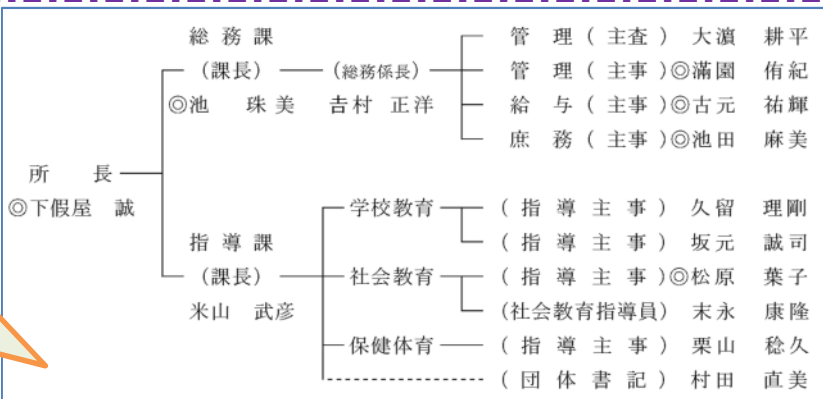 総務課 管理(主査) 大濵 耕平
(課長) (総務係長) 管理(主事)◎滿園 侑紀
◎池 珠美 𠮷村 正洋 給与(主事)◎古元 祐輝
庶務(主事)◎池田 麻美
所長
◎下假屋 誠 学校教育 (指導主事) 久留 理剛
指導課 (指導主事) 坂元 誠司
(課長) 社会教育 (指導主事)◎松原 葉子
米山 武彦 (社会教育指導員) 末永 康隆
保健体育 (指導主事) 栗山 稔久
(団体書記) 村田 直美